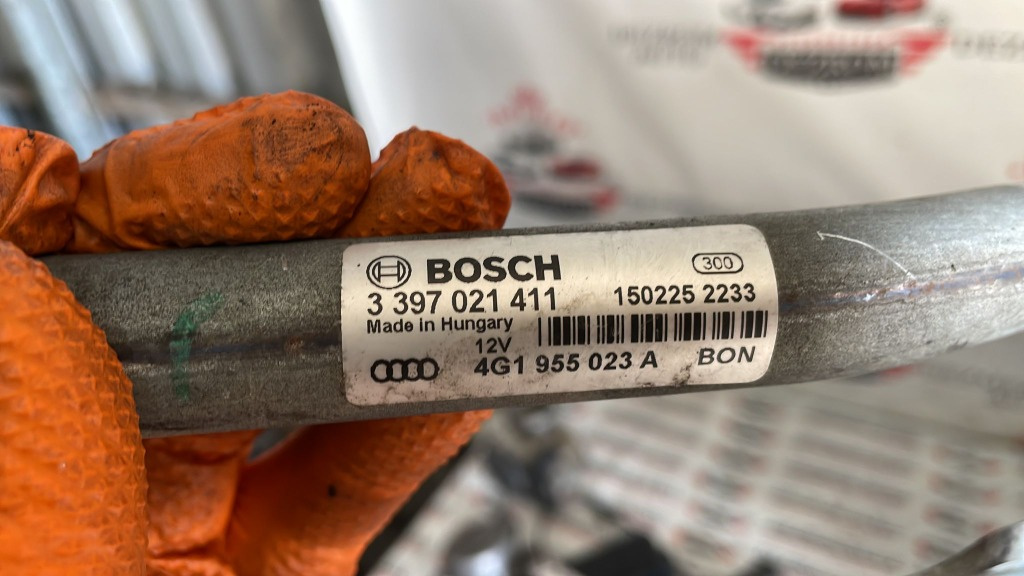 BOSCH
300
3 397 021 411
150225 2233
Made in Hungary
12V
4G1 955 023 A
BON